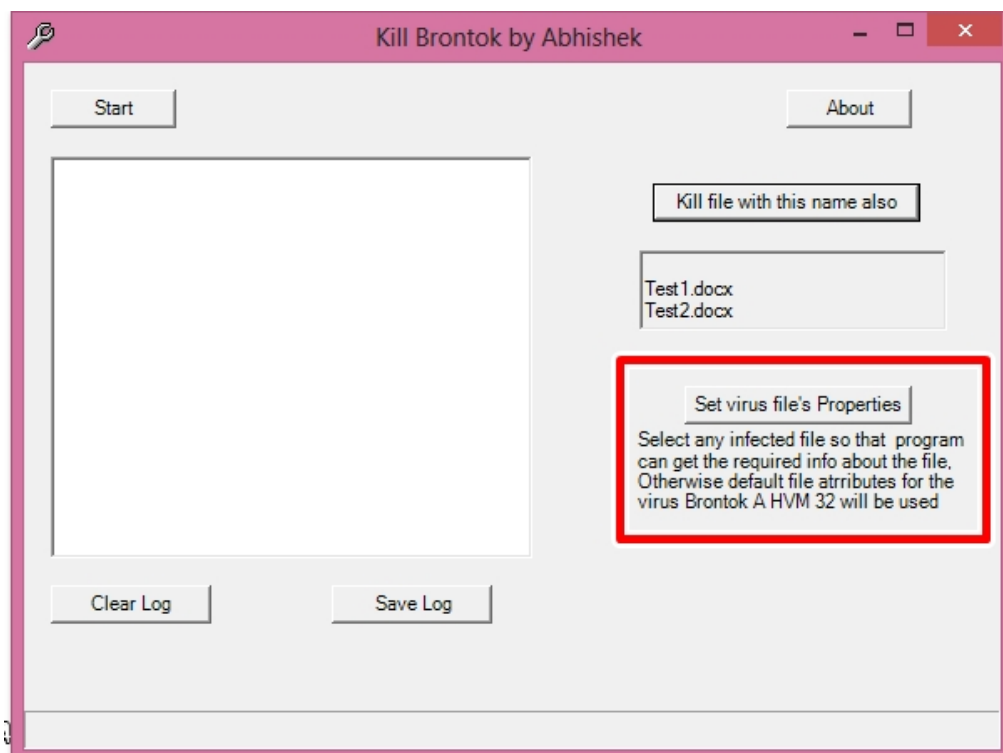 Kill Brontok by Abhishek
Start
About
Kill file with this name also
Test1.docx
Test2.docx
Set virus file's Properties
Select any infected file so that program
can get the required info about the file,
Otherwise default file atrributes for the
virus Brontok A HVM 32 will be used
Clear Log
Save Log